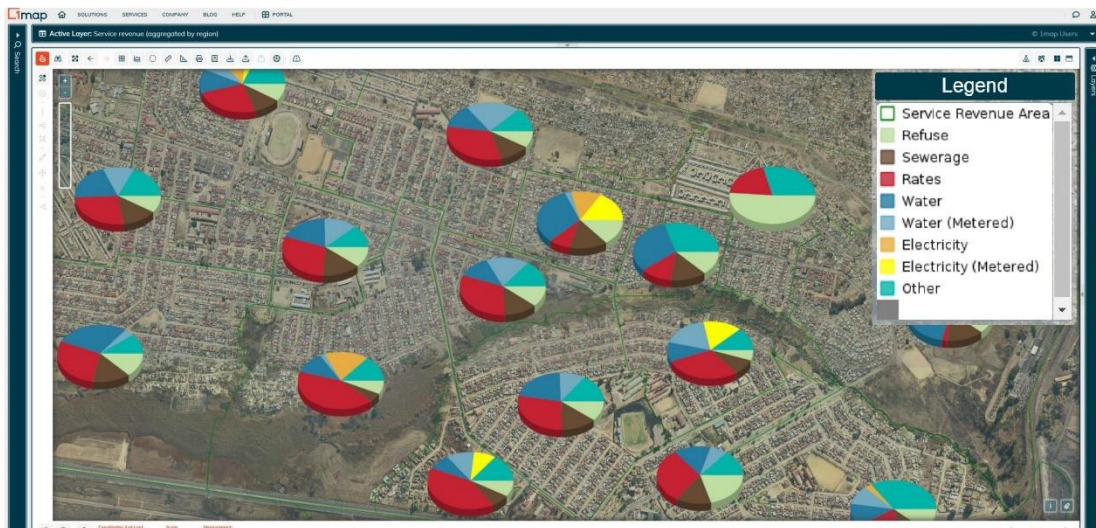 1map
SOLUTIONS SERVICES COMPANY BLOG HELP PORTAL
Active Layer: Service revenue (aggregated by region)
© 1map Users
Search
Layers
Legend
Service Revenue Area
Refuse
Sewerage
Rates
Water
Water (Metered)
Electricity
Electricity (Metered)
Other